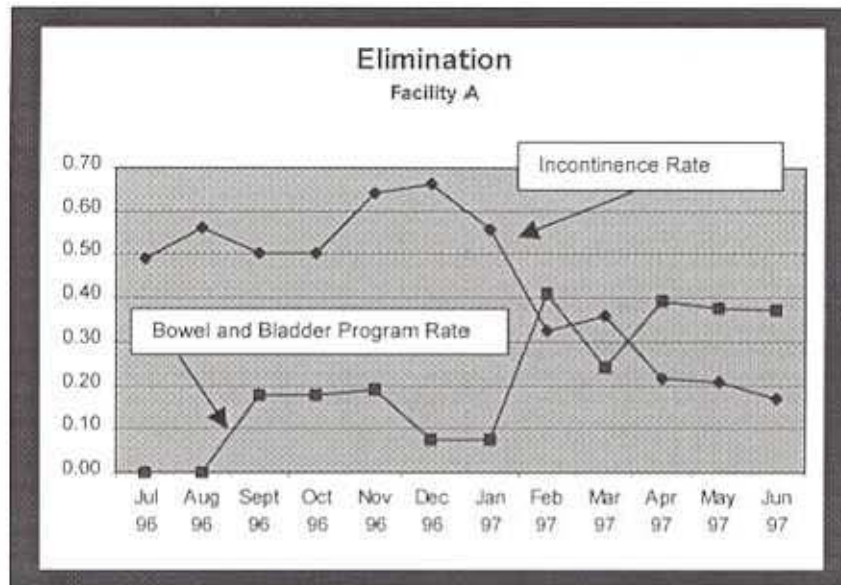 Elimination
Facility A
Incontinence Rate
Bowel and Bladder Program Rate
0.70
0.60
0.50
0.40
0.30
0.20
0.10
0.00
Jul Aug Sept Oct Nov Dec Jan Feb Mar Apr May Jun
96 96 96 96 96 96 97 97 97 97 97 97